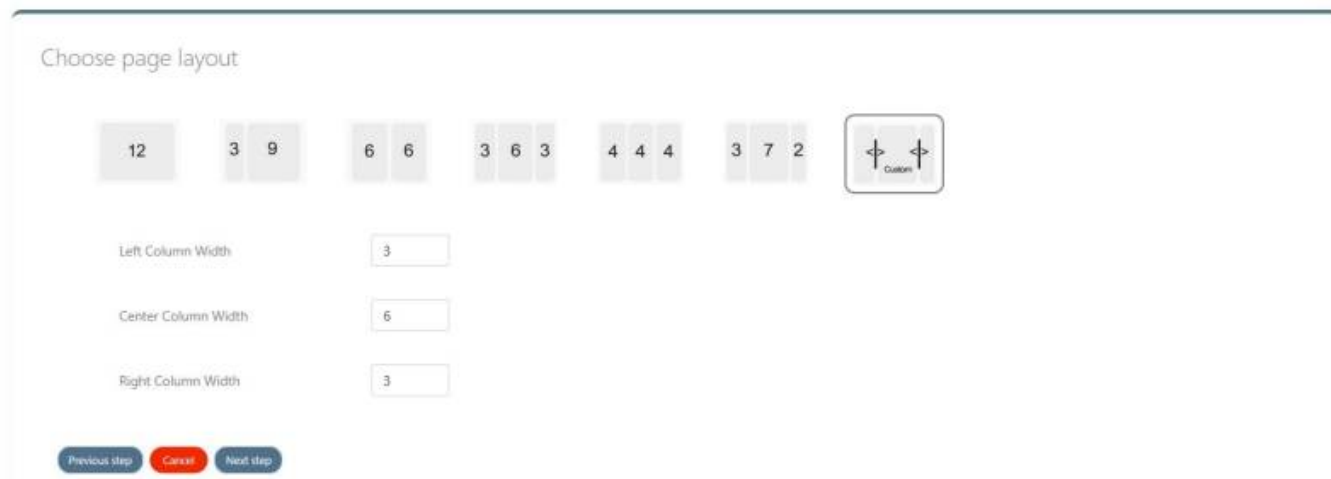 Choose page layout
12 3 9 6 6 3 6 3 4 4 4 3 7 2 <> <>
Custom
Left Column Width 3
Center Column Width 6
Right Column Width 3
Previous step Cancel Next step